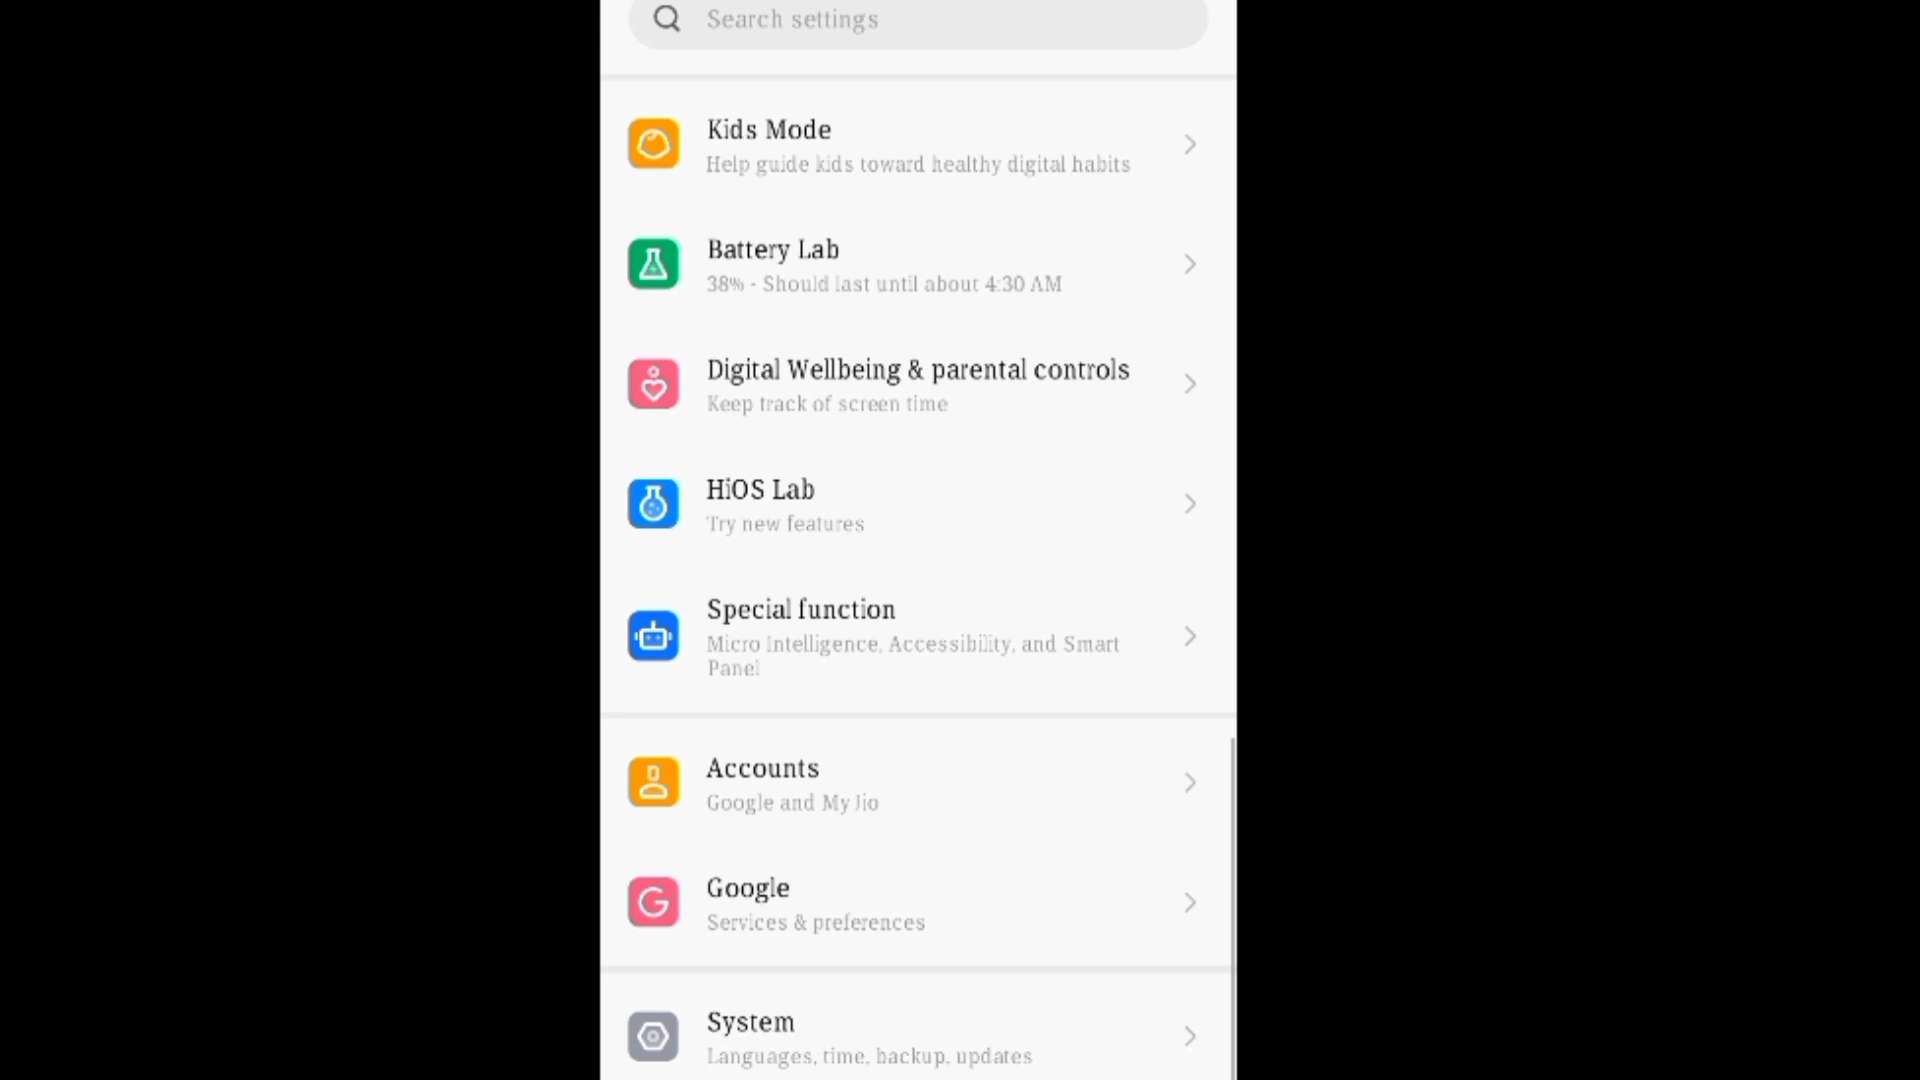 Search settings
Kids Mode
Help guide kids toward healthy digital habits
Battery Lab
38% - Should last until about 4:30 AM
Digital Wellbeing & parental controls
Keep track of screen time
HiOS Lab
Try new features
Special function
Micro Intelligence, Accessibility, and Smart
Panel
Accounts
Google and My Jio
Google
Services & preferences
System
Languages, time, backup, updates